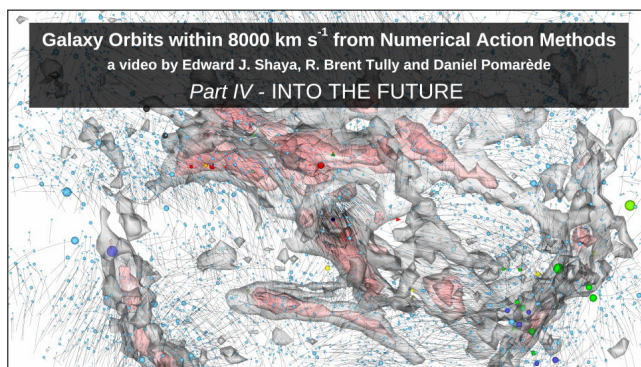 Galaxy Orbits within 8000 km s⁻¹ from Numerical Action Methods
a video by Edward J. Shaya, R. Brent Tully and Daniel Pomarède
Part IV - INTO THE FUTURE